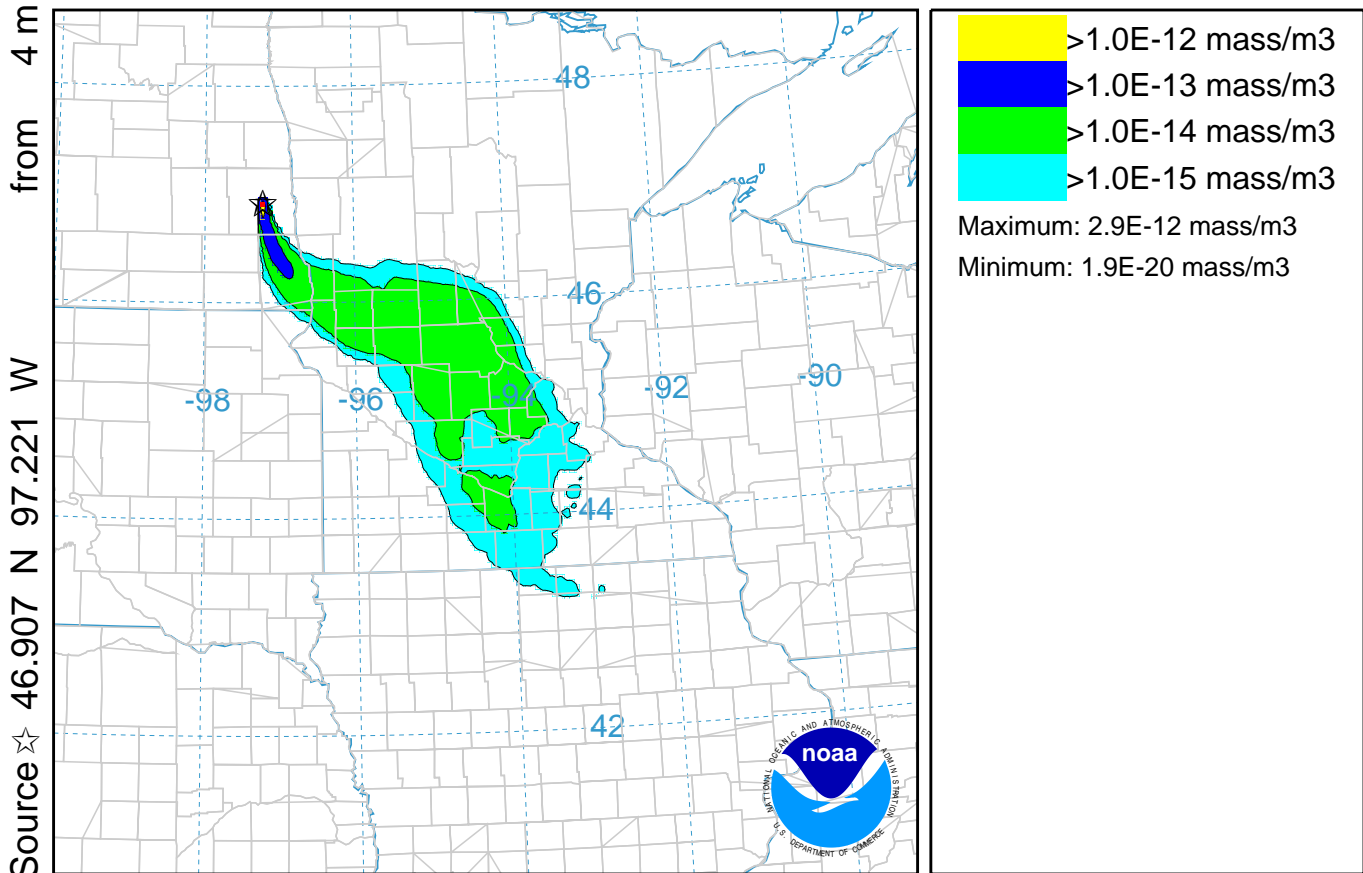 Source ☆ 46.907 N 97.221 W from 4 m
48
46
-98
-96
-94
-92
-90
44
42
NATIONAL OCEANIC AND ATMOSPHERIC ADMINISTRATION
noaa
U.S. DEPARTMENT OF COMMERCE
>1.0E-12 mass/m3
>1.0E-13 mass/m3
>1.0E-14 mass/m3
>1.0E-15 mass/m3
Maximum: 2.9E-12 mass/m3
Minimum: 1.9E-20 mass/m3